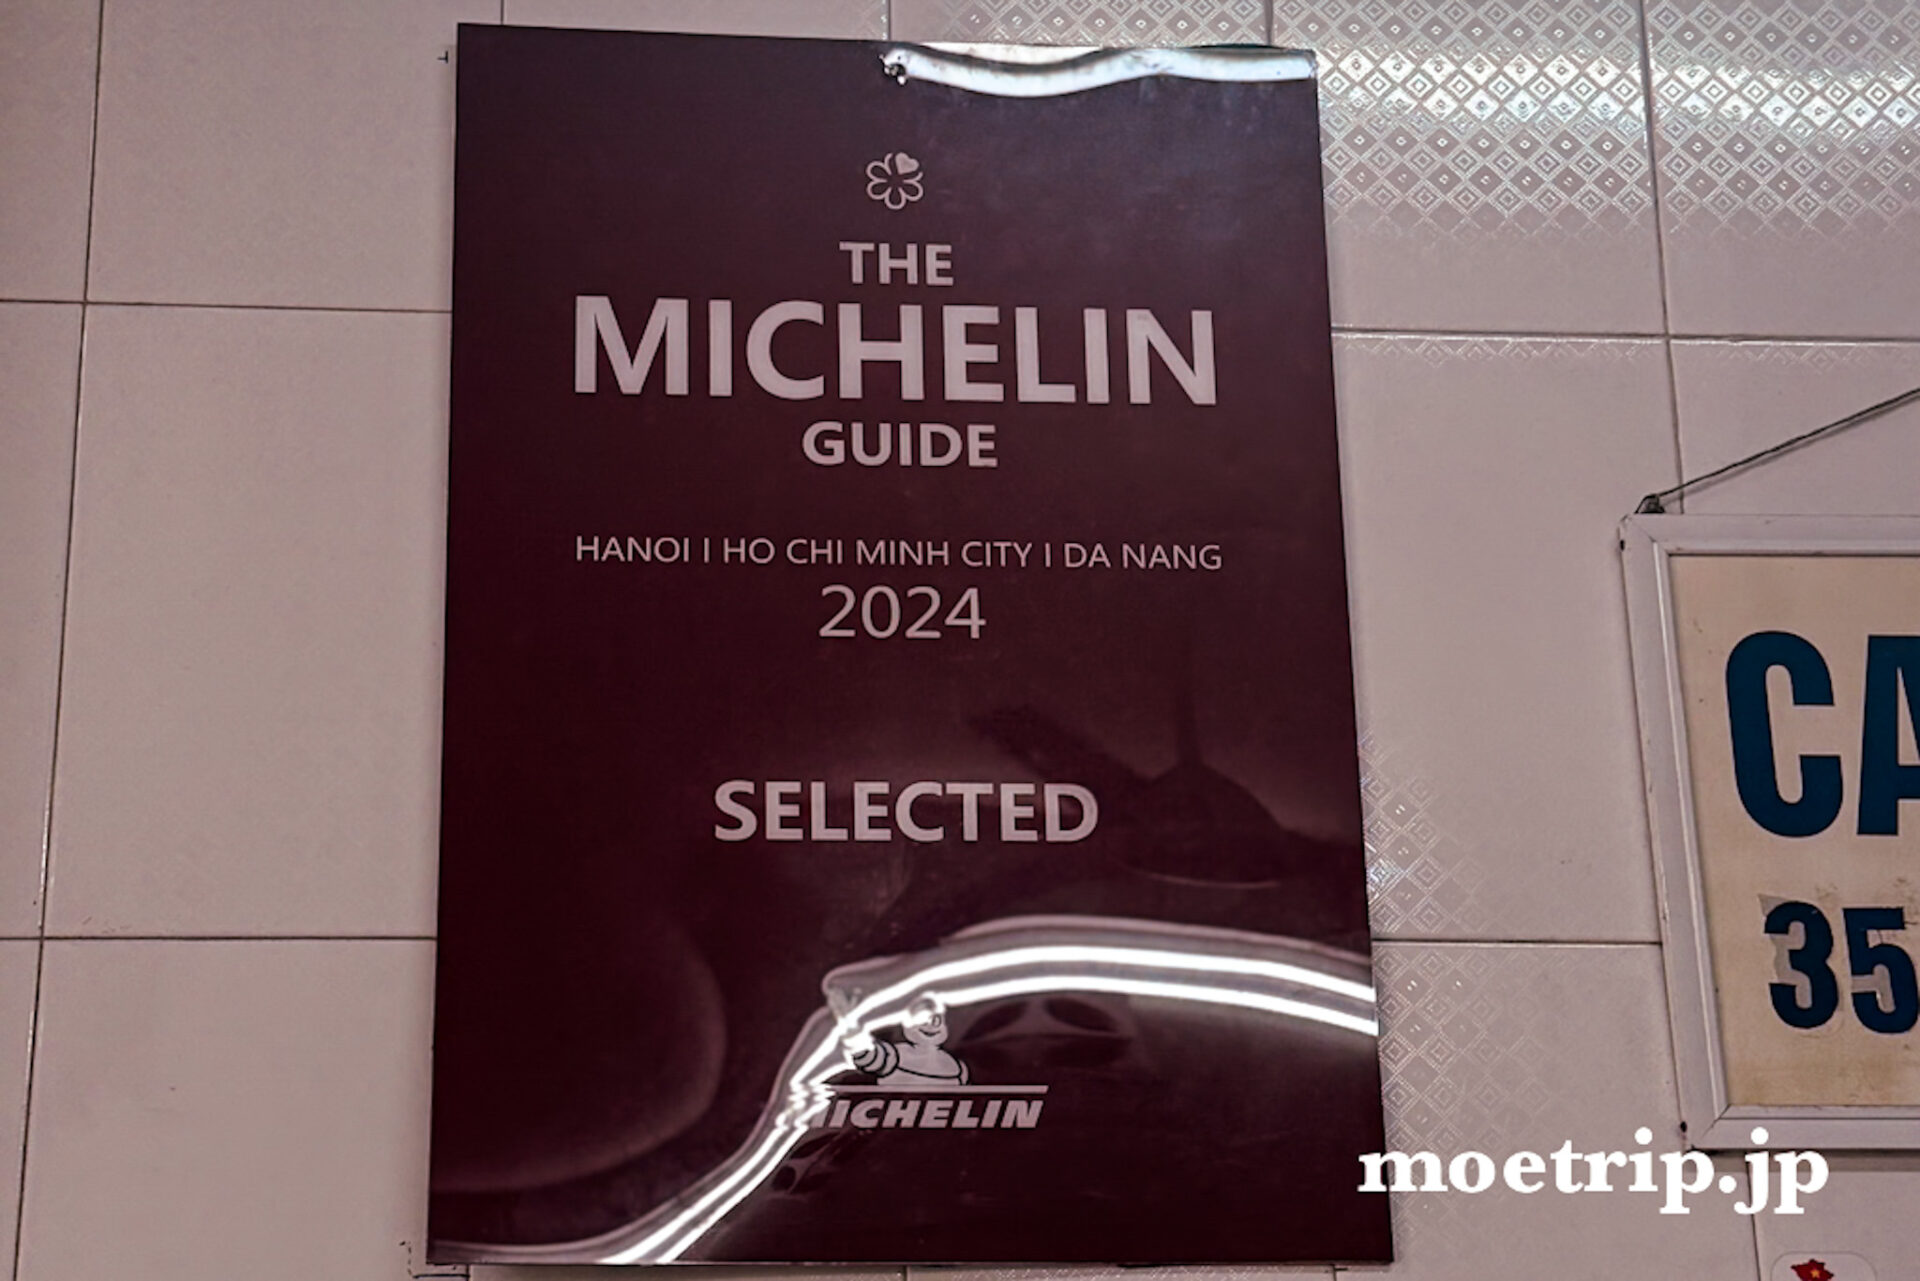 THE
MICHELIN
GUIDE
HANOI I HO CHI MINH CITY I DA NANG
2024
SELECTED
MICHELIN
CA
35
moetrip.jp